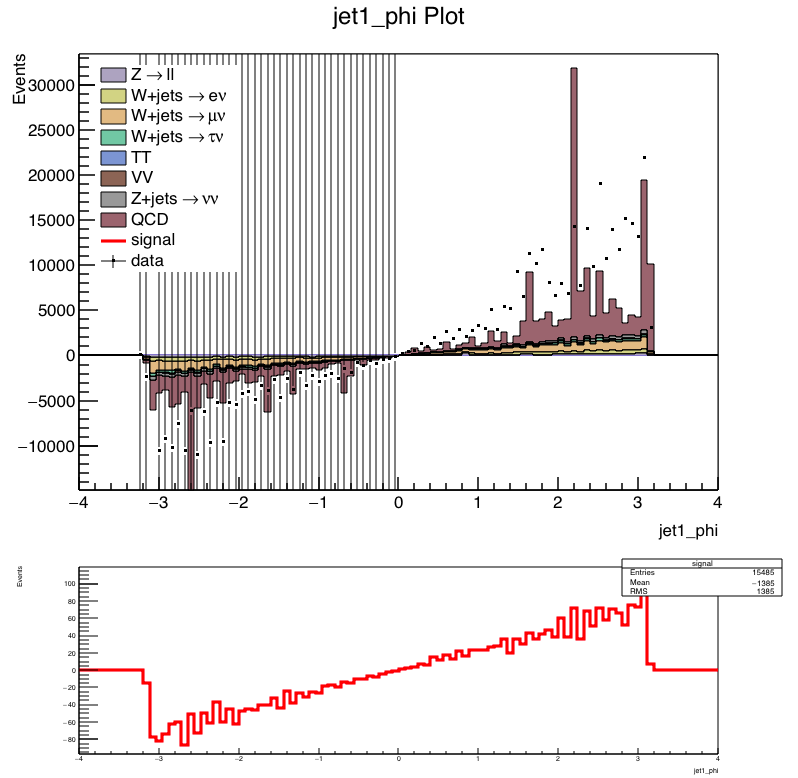 jet1_phi Plot
Events
Z → ll
W+jets → eν
W+jets → μν
W+jets → τν
TT
VV
Z+jets → νν
QCD
signal
data
30000
25000
20000
15000
10000
5000
0
−5000
−10000
−4 −3 −2 −1 0 1 2 3 4
jet1_phi
Events
signal
Entries 15485
Mean −1385
RMS 1385
100
80
60
40
20
0
−20
−40
−60
−80
−4 −3 −2 −1 0 1 2 3 4
jet1_phi